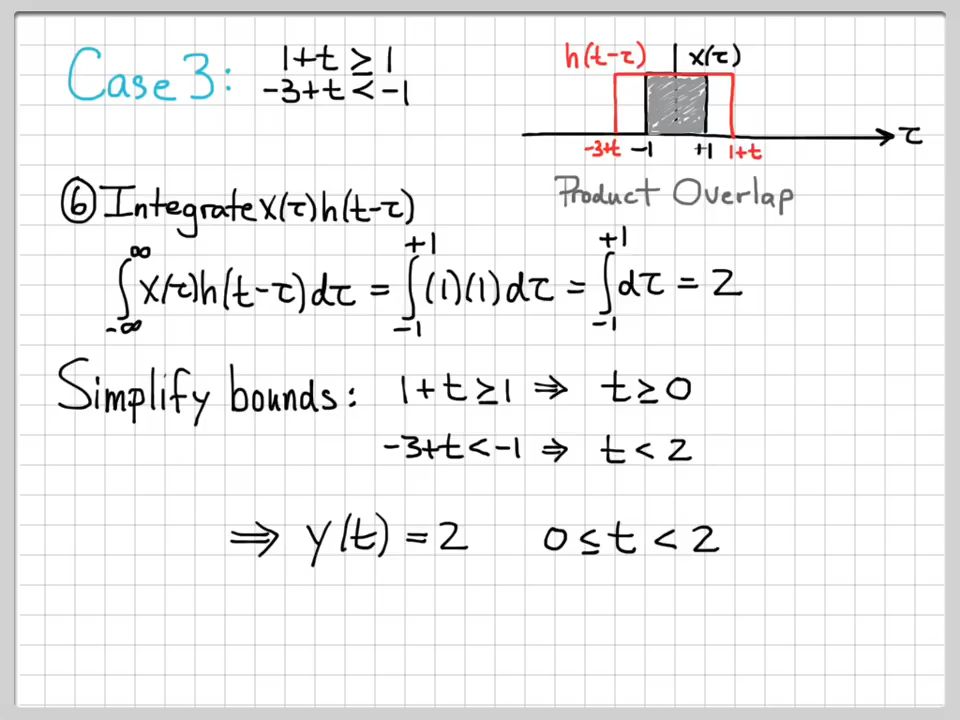 Case 3: 1+t ≥ 1
-3+t < -1
h(t-τ) x(τ)
-3+t -1 +1 1+t τ
Product Overlap
⑥ Integrate x(τ)h(t-τ)
∫_{-∞}^{∞} x(τ)h(t-τ)dτ = ∫_{-1}^{+1} (1)(1)dτ = ∫_{-1}^{+1} dτ = 2
Simplify bounds: 1+t ≥ 1 ⇒ t ≥ 0
-3+t < -1 ⇒ t < 2
⇒ y(t) = 2 0 ≤ t < 2